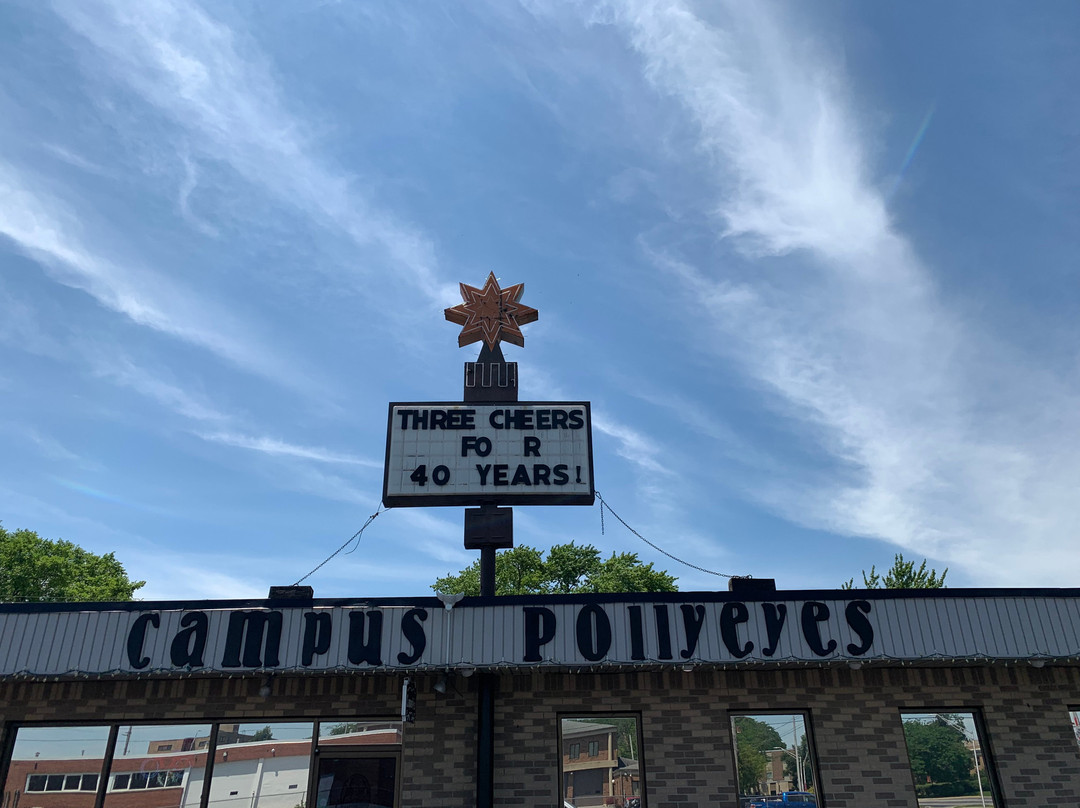 THREE CHEERS
FO R
40 YEARS!
campus pollyeyes